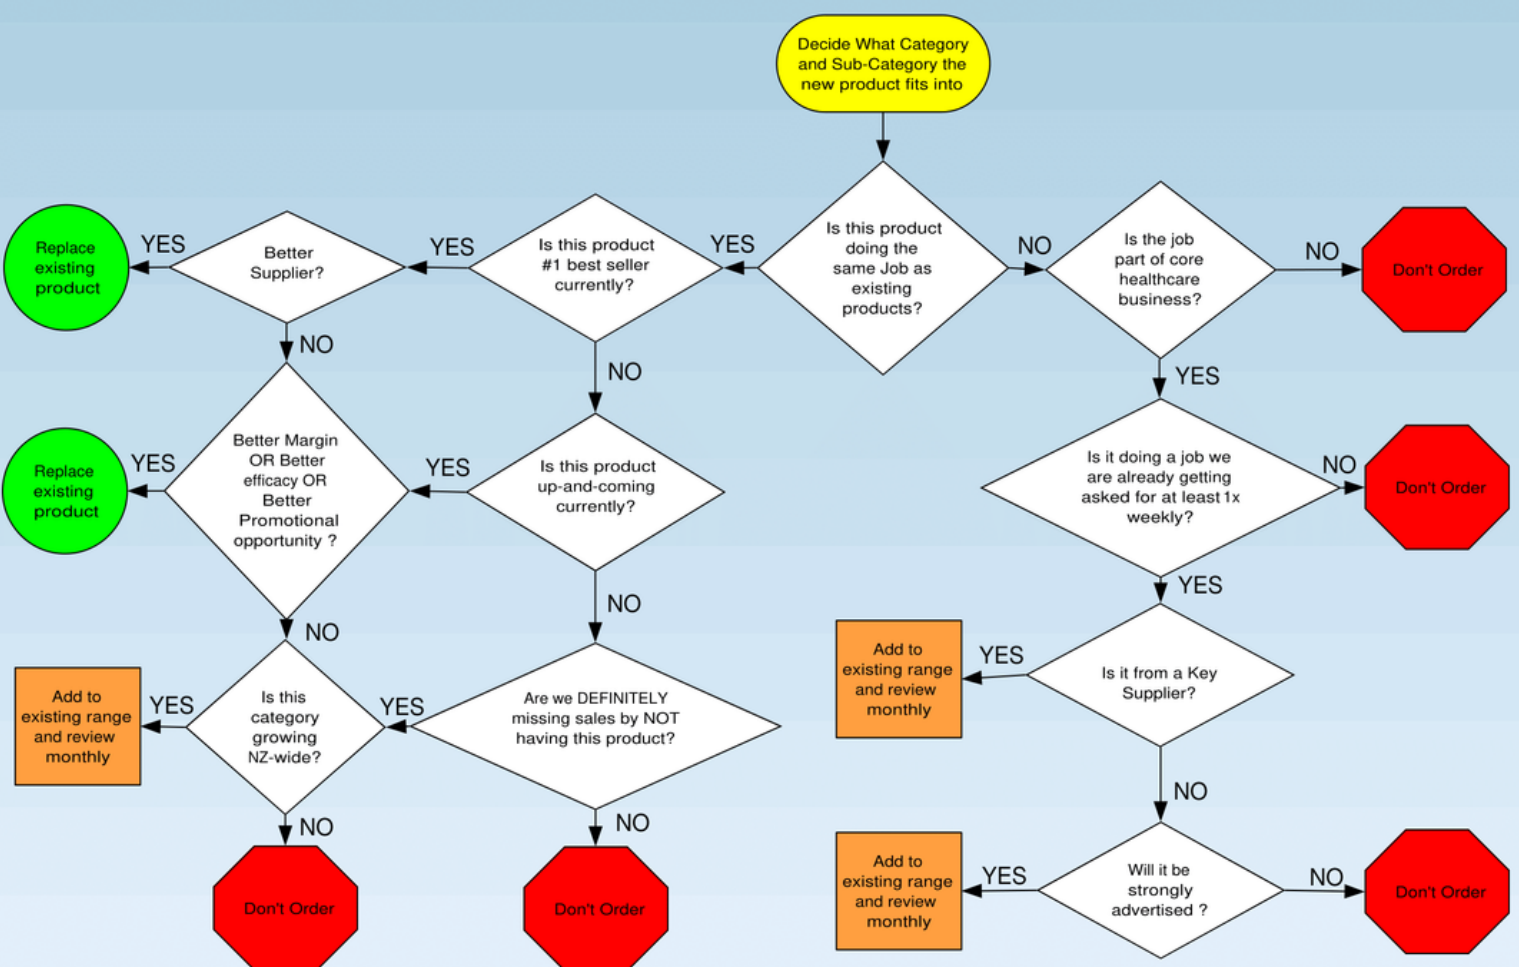 Decide What Category
and Sub-Category the
new product fits into
Is this product
doing the
same Job as
existing
products?
YES
NO
Is this product
#1 best seller
currently?
YES
NO
Better
Supplier?
YES
NO
Replace
existing
product
Is the job
part of core
healthcare
business?
NO
YES
Don't Order
Better Margin
OR Better
efficacy OR
Better
Promotional
opportunity ?
YES
NO
Replace
existing
product
Is this product
up-and-coming
currently?
YES
NO
Is it doing a job we
are already getting
asked for at least 1x
weekly?
NO
YES
Don't Order
Add to
existing range
and review
monthly
YES
Is this
category
growing
NZ-wide?
NO
Don't Order
YES
Are we DEFINITELY
missing sales by NOT
having this product?
NO
Don't Order
Add to
existing range
and review
monthly
YES
Is it from a Key
Supplier?
NO
Add to
existing range
and review
monthly
YES
Will it be
strongly
advertised ?
NO
Don't Order